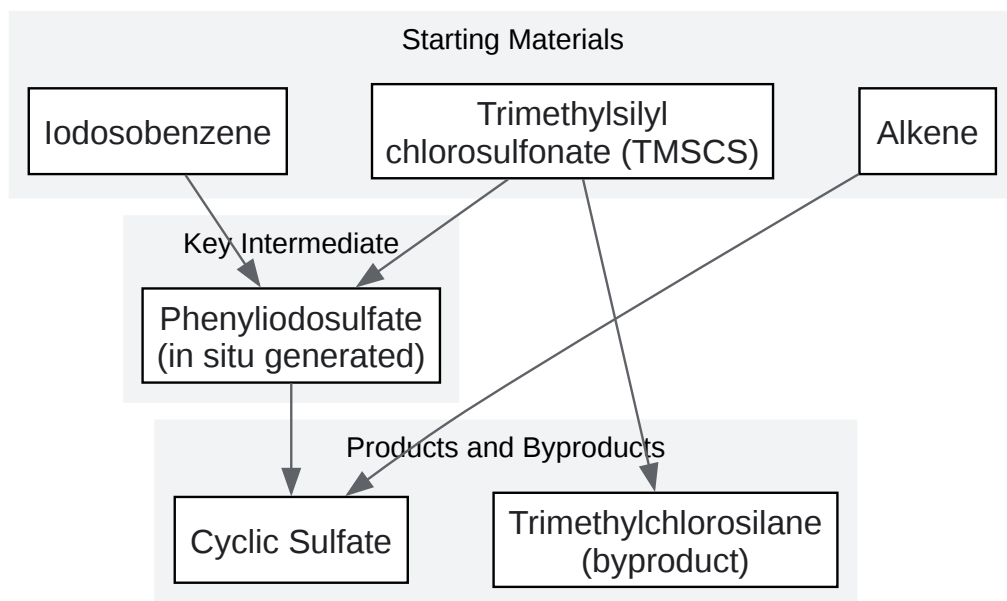 Starting Materials
Iodosobenzene
Trimethylsilyl
chlorosulfonate (TMSCS)
Alkene
Key Intermediate
Phenyliodosulfate
(in situ generated)
Products and Byproducts
Cyclic Sulfate
Trimethylchlorosilane
(byproduct)